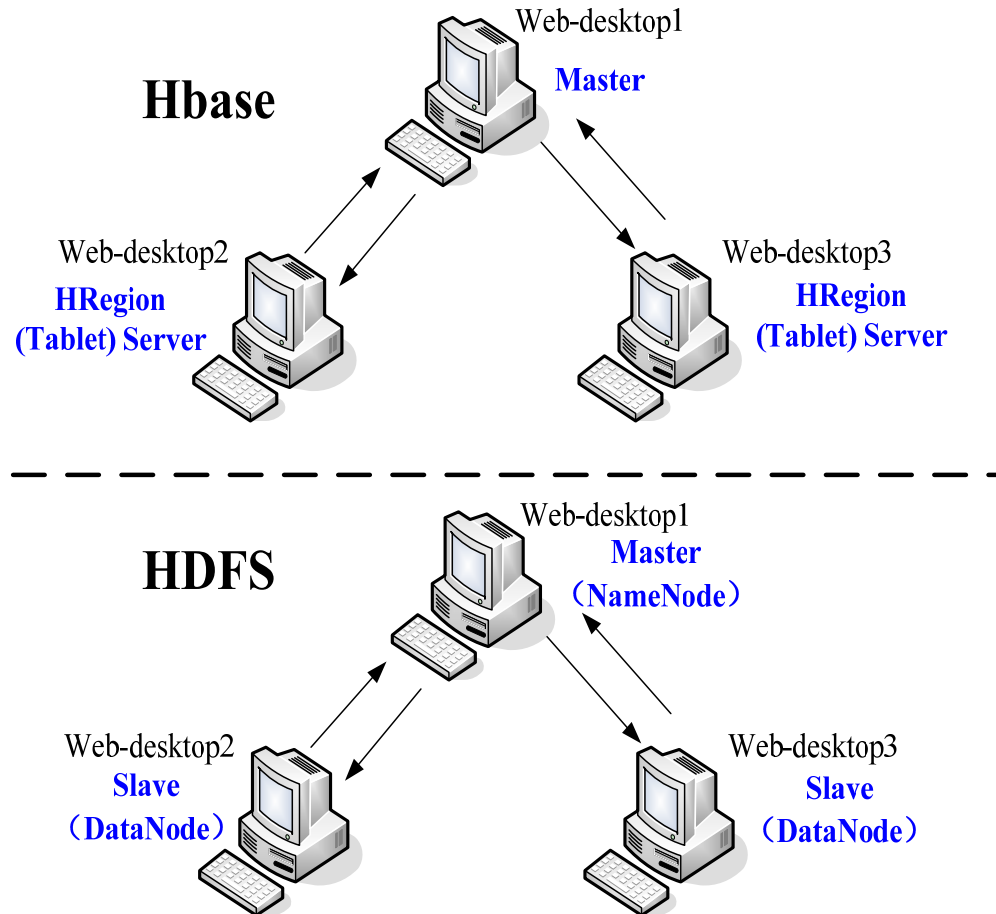 Web-desktop1
Master
Hbase
Web-desktop2
HRegion
(Tablet) Server
Web-desktop3
HRegion
(Tablet) Server
Web-desktop1
Master
（NameNode）
HDFS
Web-desktop2
Slave
（DataNode）
Web-desktop3
Slave
（DataNode）